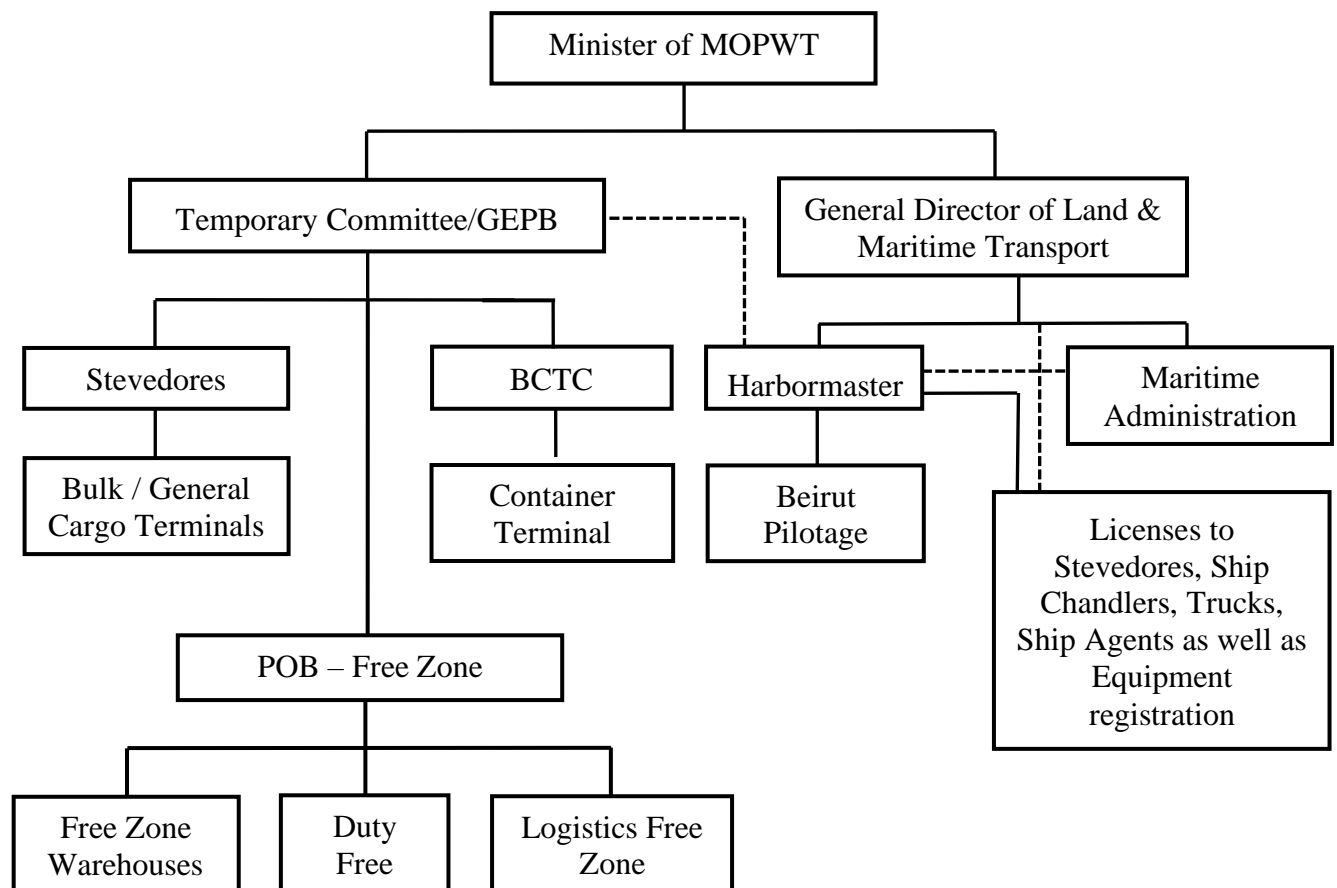 Minister of MOPWT
Temporary Committee/GEPB
General Director of Land &
Maritime Transport
Stevedores
BCTC
Harbormaster
Maritime
Administration
Bulk / General
Cargo Terminals
Container
Terminal
Beirut
Pilotage
Licenses to
Stevedores, Ship
Chandlers, Trucks,
Ship Agents as well as
Equipment
registration
POB – Free Zone
Free Zone
Warehouses
Duty
Free
Logistics Free
Zone